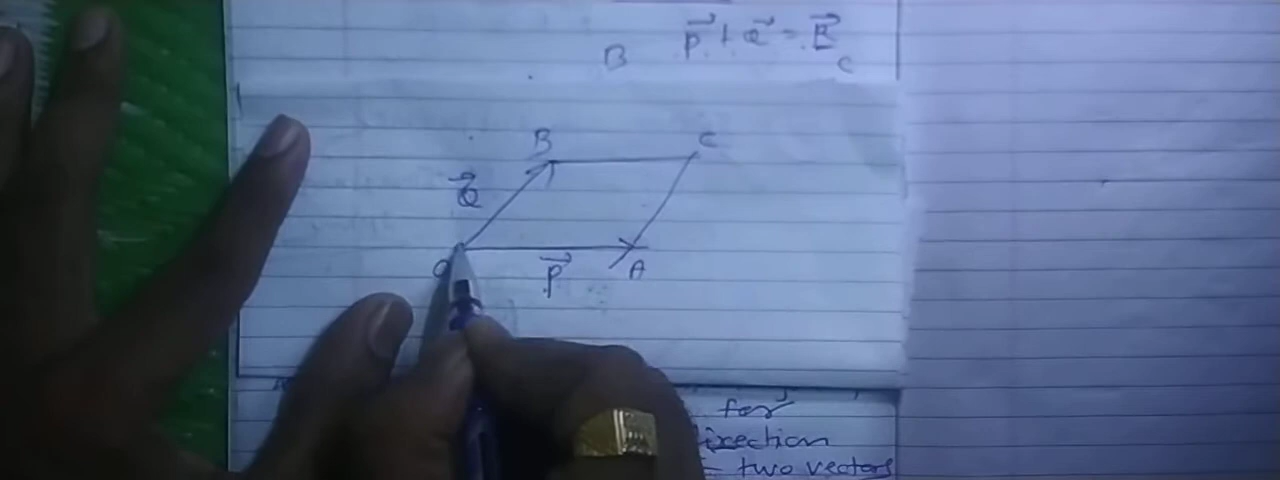 P⃗ + Q⃗ = R⃗
B C
B C
Q⃗
O P⃗ A
for
direction
two vectors